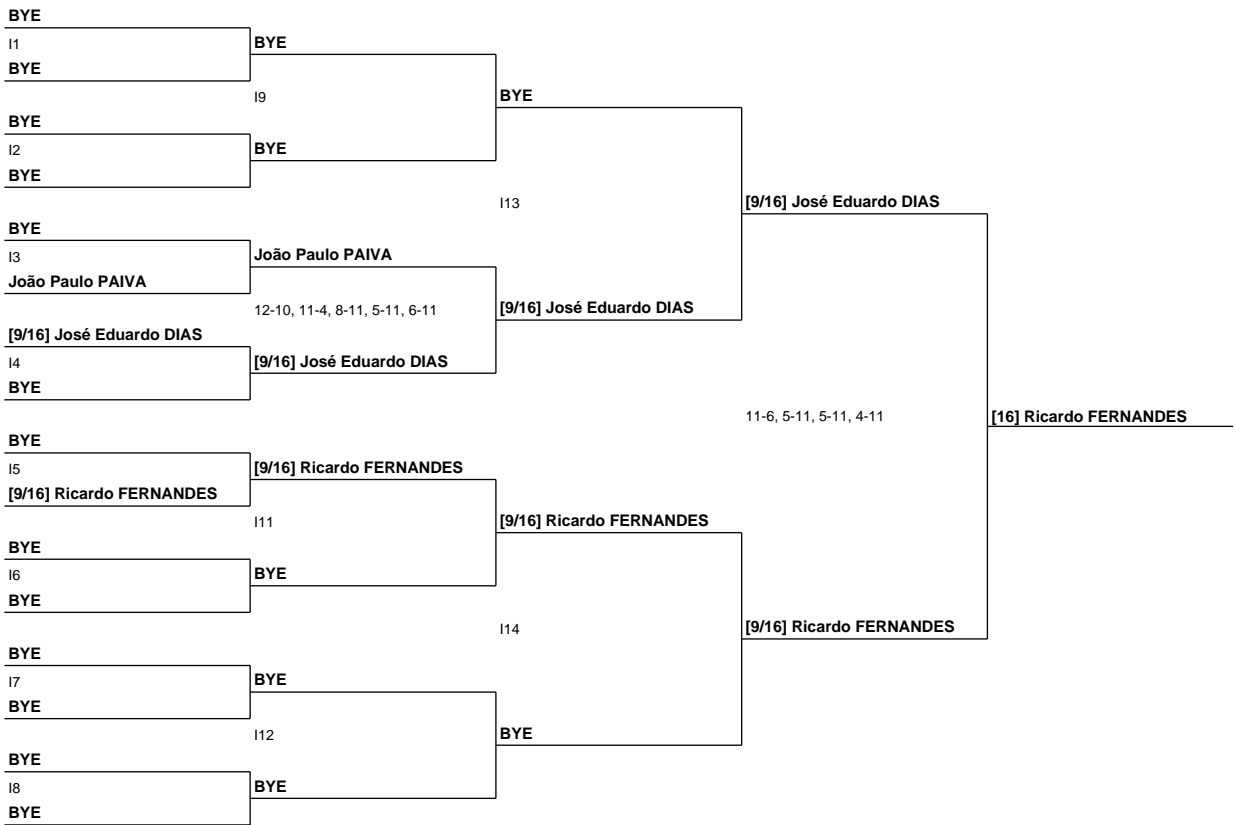 BYE
I1
BYE
BYE
I9
BYE
BYE
I2
BYE
BYE
BYE
I13
[9/16] José Eduardo DIAS
BYE
I3
João Paulo PAIVA
João Paulo PAIVA
12-10, 11-4, 8-11, 5-11, 6-11
[9/16] José Eduardo DIAS
[9/16] José Eduardo DIAS
I4
[9/16] José Eduardo DIAS
BYE
11-6, 5-11, 5-11, 4-11
[16] Ricardo FERNANDES
BYE
I5
[9/16] Ricardo FERNANDES
[9/16] Ricardo FERNANDES
I11
[9/16] Ricardo FERNANDES
BYE
I6
BYE
BYE
I14
[9/16] Ricardo FERNANDES
BYE
I7
BYE
BYE
I12
BYE
BYE
I8
BYE
BYE